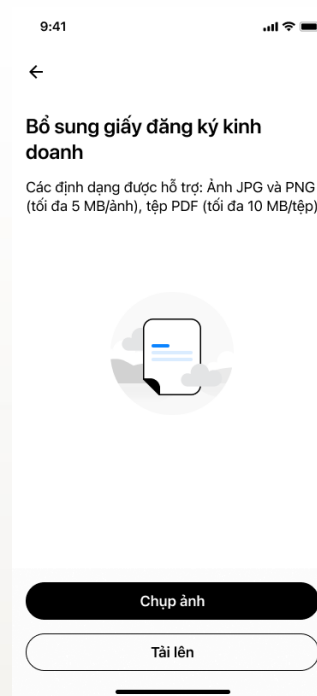 9:41
Bổ sung giấy đăng ký kinh
doanh
Các định dạng được hỗ trợ: Ảnh JPG và PNG
(tối đa 5 MB/ảnh), tệp PDF (tối đa 10 MB/tệp)
Chụp ảnh
Tải lên